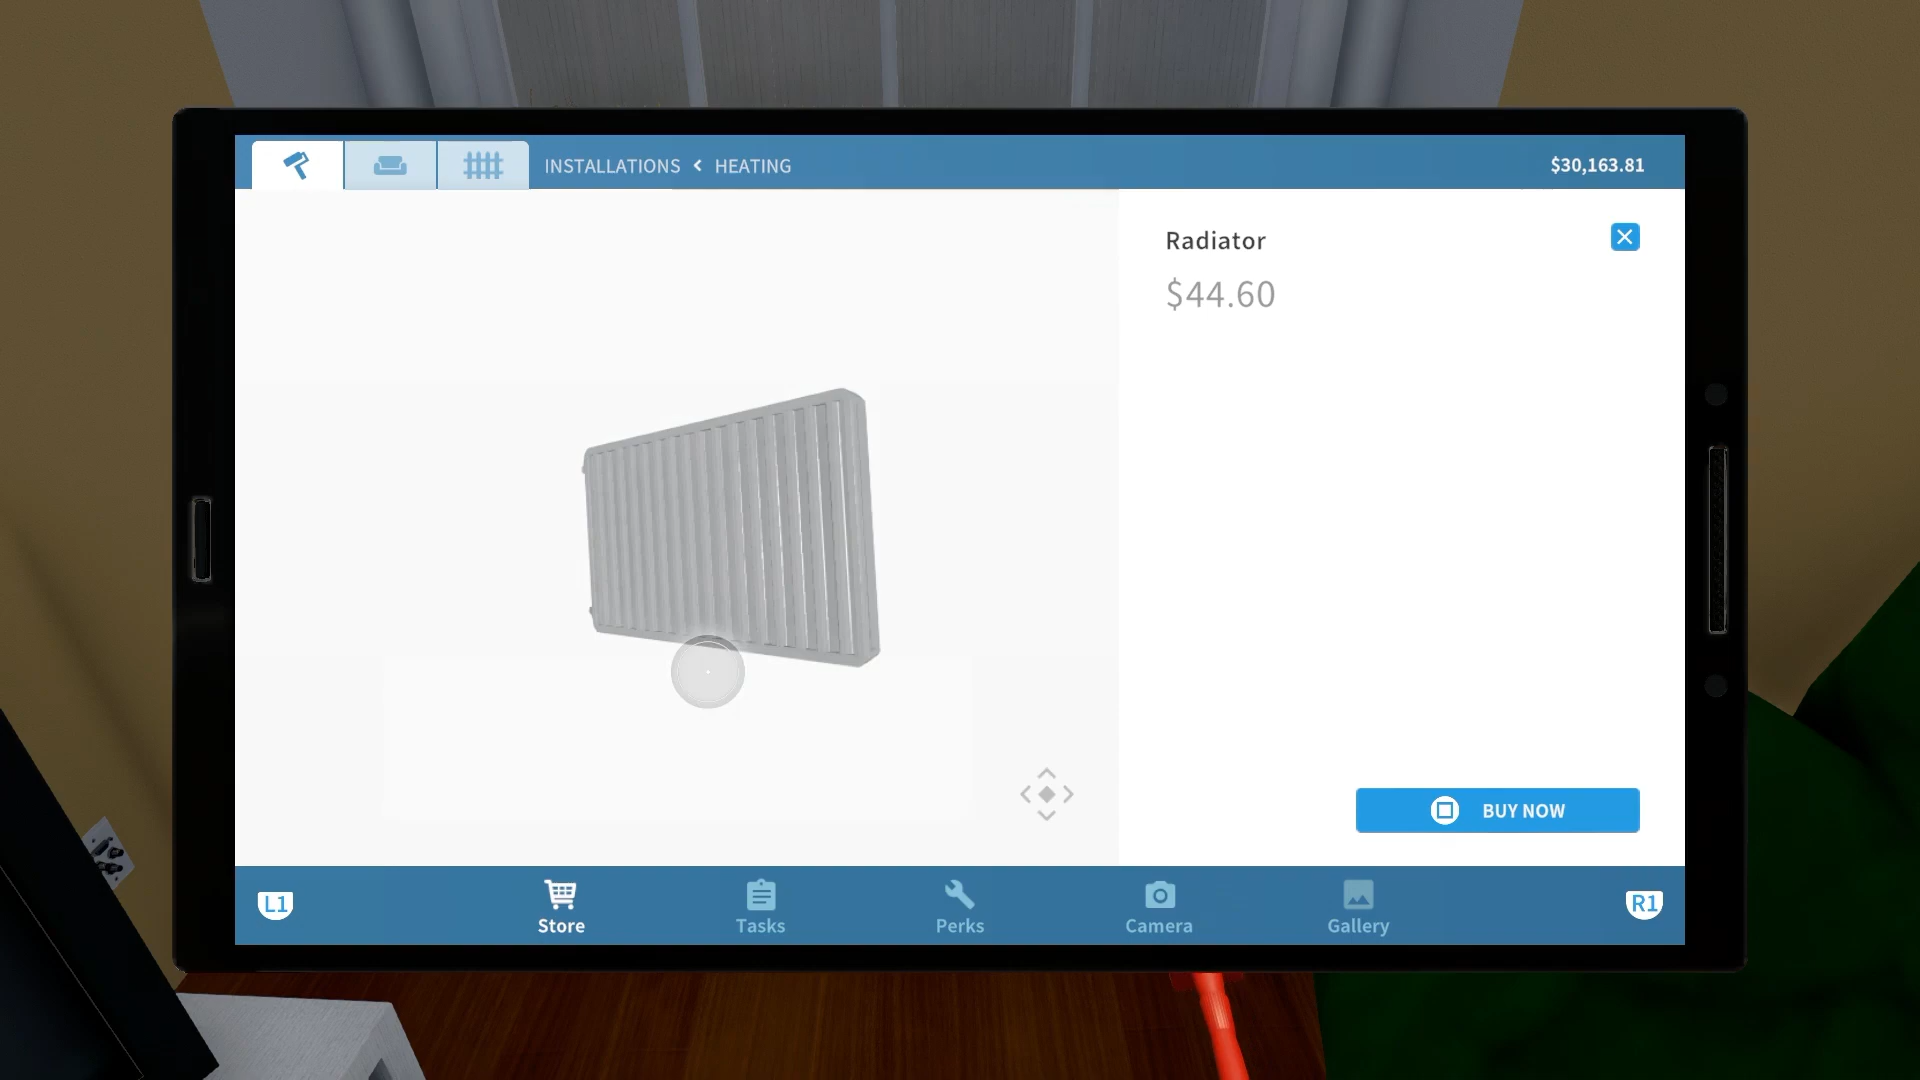 INSTALLATIONS < HEATING
$30,163.81
Radiator
$44.60
BUY NOW
L1
Store
Tasks
Perks
Camera
Gallery
R1